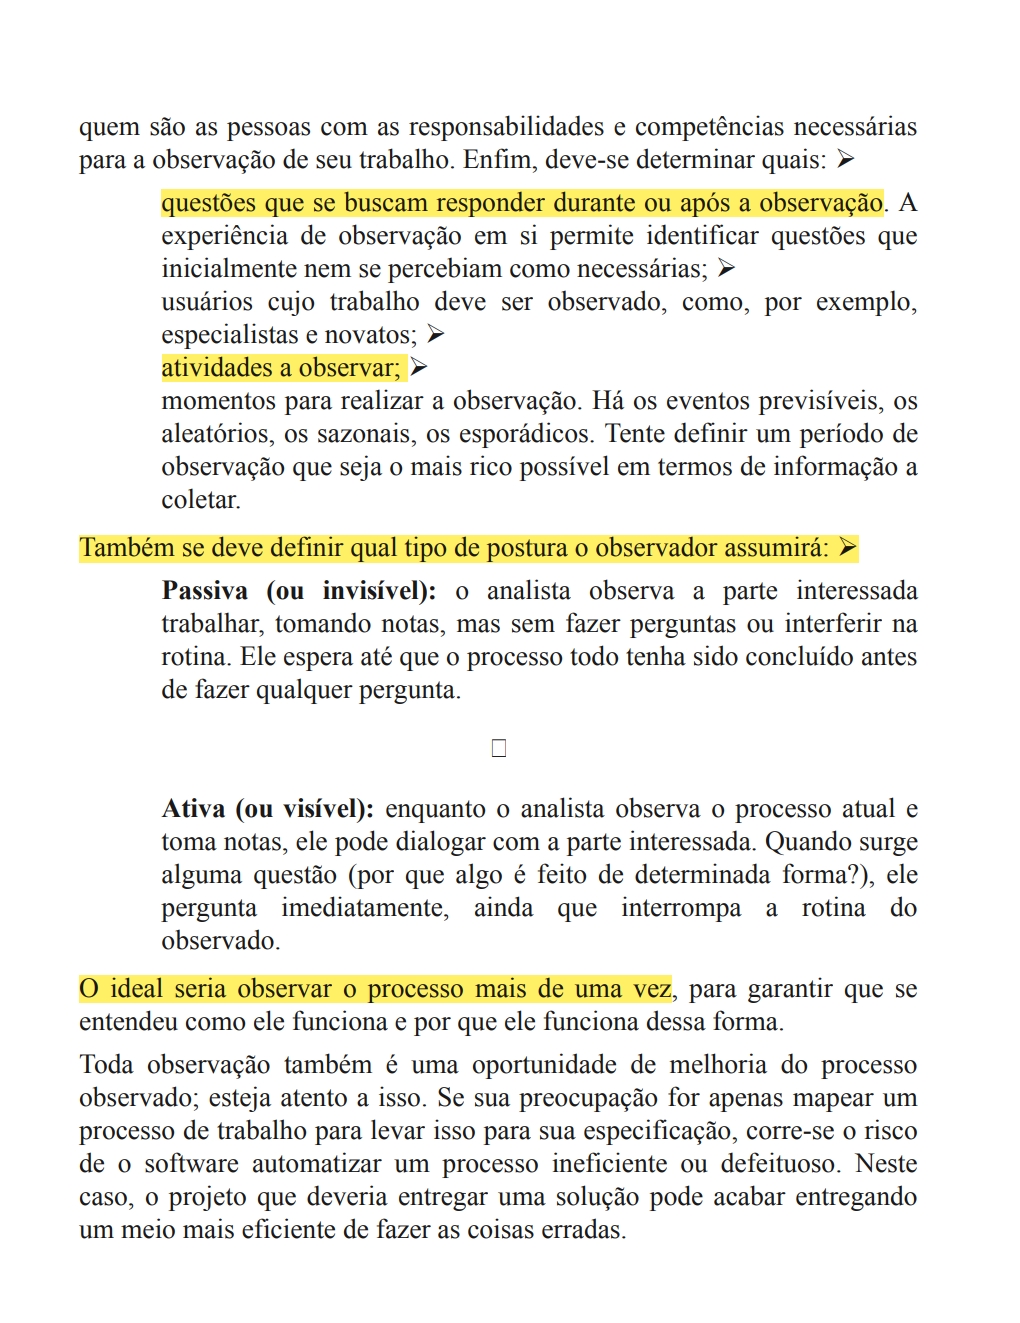 quem são as pessoas com as responsabilidades e competências necessárias
para a observação de seu trabalho. Enfim, deve-se determinar quais: ➢
questões que se buscam responder durante ou após a observação. A
experiência de observação em si permite identificar questões que
inicialmente nem se percebiam como necessárias; ➢
usuários cujo trabalho deve ser observado, como, por exemplo,
especialistas e novatos; ➢
atividades a observar; ➢
momentos para realizar a observação. Há os eventos previsíveis, os
aleatórios, os sazonais, os esporádicos. Tente definir um período de
observação que seja o mais rico possível em termos de informação a
coletar.
Também se deve definir qual tipo de postura o observador assumirá: ➢
Passiva (ou invisível): o analista observa a parte interessada
trabalhar, tomando notas, mas sem fazer perguntas ou interferir na
rotina. Ele espera até que o processo todo tenha sido concluído antes
de fazer qualquer pergunta.
Ativa (ou visível): enquanto o analista observa o processo atual e
toma notas, ele pode dialogar com a parte interessada. Quando surge
alguma questão (por que algo é feito de determinada forma?), ele
pergunta imediatamente, ainda que interrompa a rotina do
observado.
O ideal seria observar o processo mais de uma vez, para garantir que se
entendeu como ele funciona e por que ele funciona dessa forma.
Toda observação também é uma oportunidade de melhoria do processo
observado; esteja atento a isso. Se sua preocupação for apenas mapear um
processo de trabalho para levar isso para sua especificação, corre-se o risco
de o software automatizar um processo ineficiente ou defeituoso. Neste
caso, o projeto que deveria entregar uma solução pode acabar entregando
um meio mais eficiente de fazer as coisas erradas.